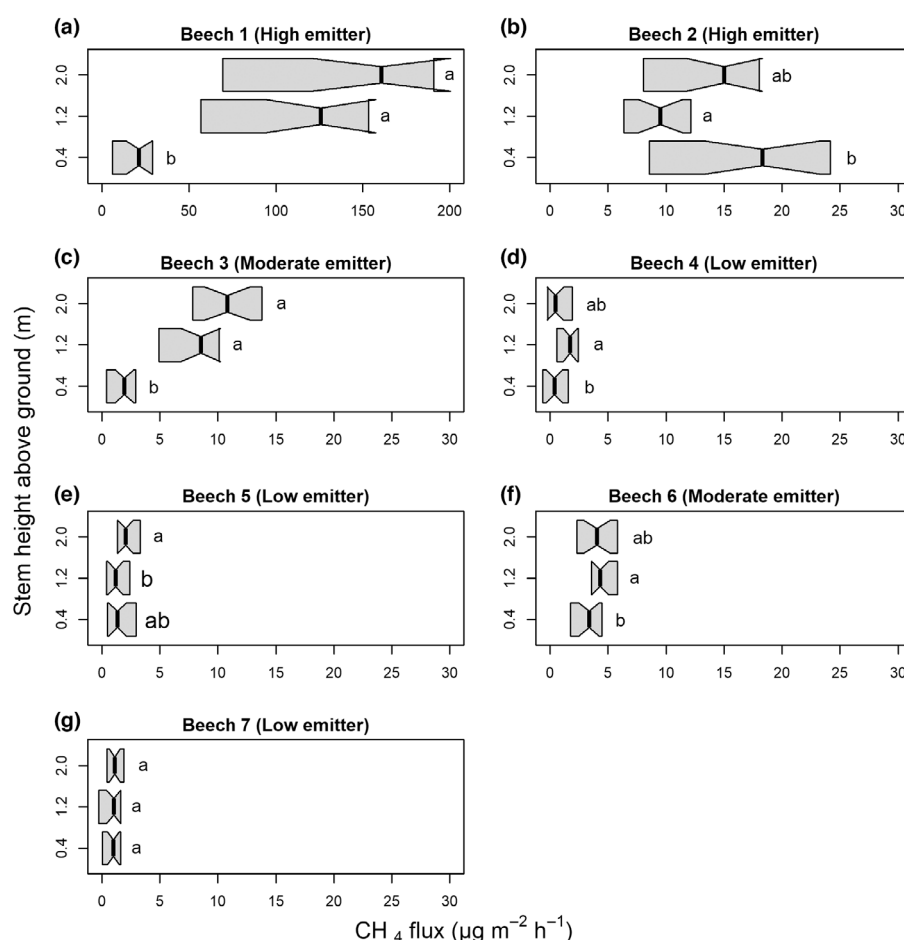 (a)
Beech 1 (High emitter)
2.0
a
1.2
a
0.4
b
0 50 100 150 200
(b)
Beech 2 (High emitter)
2.0
ab
1.2
a
0.4
b
0 5 10 15 20 25 30
(c)
Beech 3 (Moderate emitter)
2.0
a
1.2
a
0.4
b
0 5 10 15 20 25 30
(d)
Beech 4 (Low emitter)
2.0
ab
1.2
a
0.4
b
0 5 10 15 20 25 30
(e)
Beech 5 (Low emitter)
2.0
a
1.2
b
0.4
ab
0 5 10 15 20 25 30
(f)
Beech 6 (Moderate emitter)
2.0
ab
1.2
a
0.4
b
0 5 10 15 20 25 30
(g)
Beech 7 (Low emitter)
2.0
a
1.2
a
0.4
a
0 5 10 15 20 25 30
Stem height above ground (m)
CH₄ flux (µg m⁻² h⁻¹)